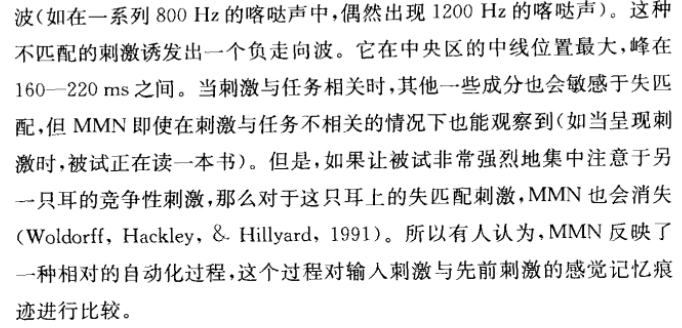 波(如在一系列 800 Hz 的喀哒声中,偶然出现 1200 Hz 的喀哒声)。这种
不匹配的刺激诱发出一个负走向波。它在中央区的中线位置最大,峰在
160—220 ms 之间。当刺激与任务相关时,其他一些成分也会敏感于失匹
配,但 MMN 即使在刺激与任务不相关的情况下也能观察到(如当呈现刺
激时,被试正在读一本书)。但是,如果让被试非常强烈地集中注意于另
一只耳的竞争性刺激,那么对于这只耳上的失匹配刺激,MMN 也会消失
(Woldorff, Hackley, & Hillyard, 1991)。所以有人认为,MMN 反映了
一种相对的自动化过程,这个过程对输入刺激与先前刺激的感觉记忆痕
迹进行比较。